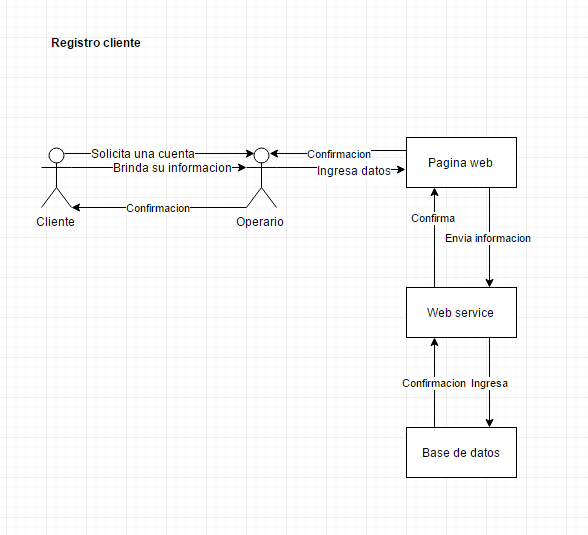 Registro cliente
Solicita una cuenta
Confirmacion
Brinda su informacion
Ingresa datos
Pagina web
Confirmacion
Cliente
Operario
Confirma
Envia informacion
Web service
Confirmacion
Ingresa
Base de datos